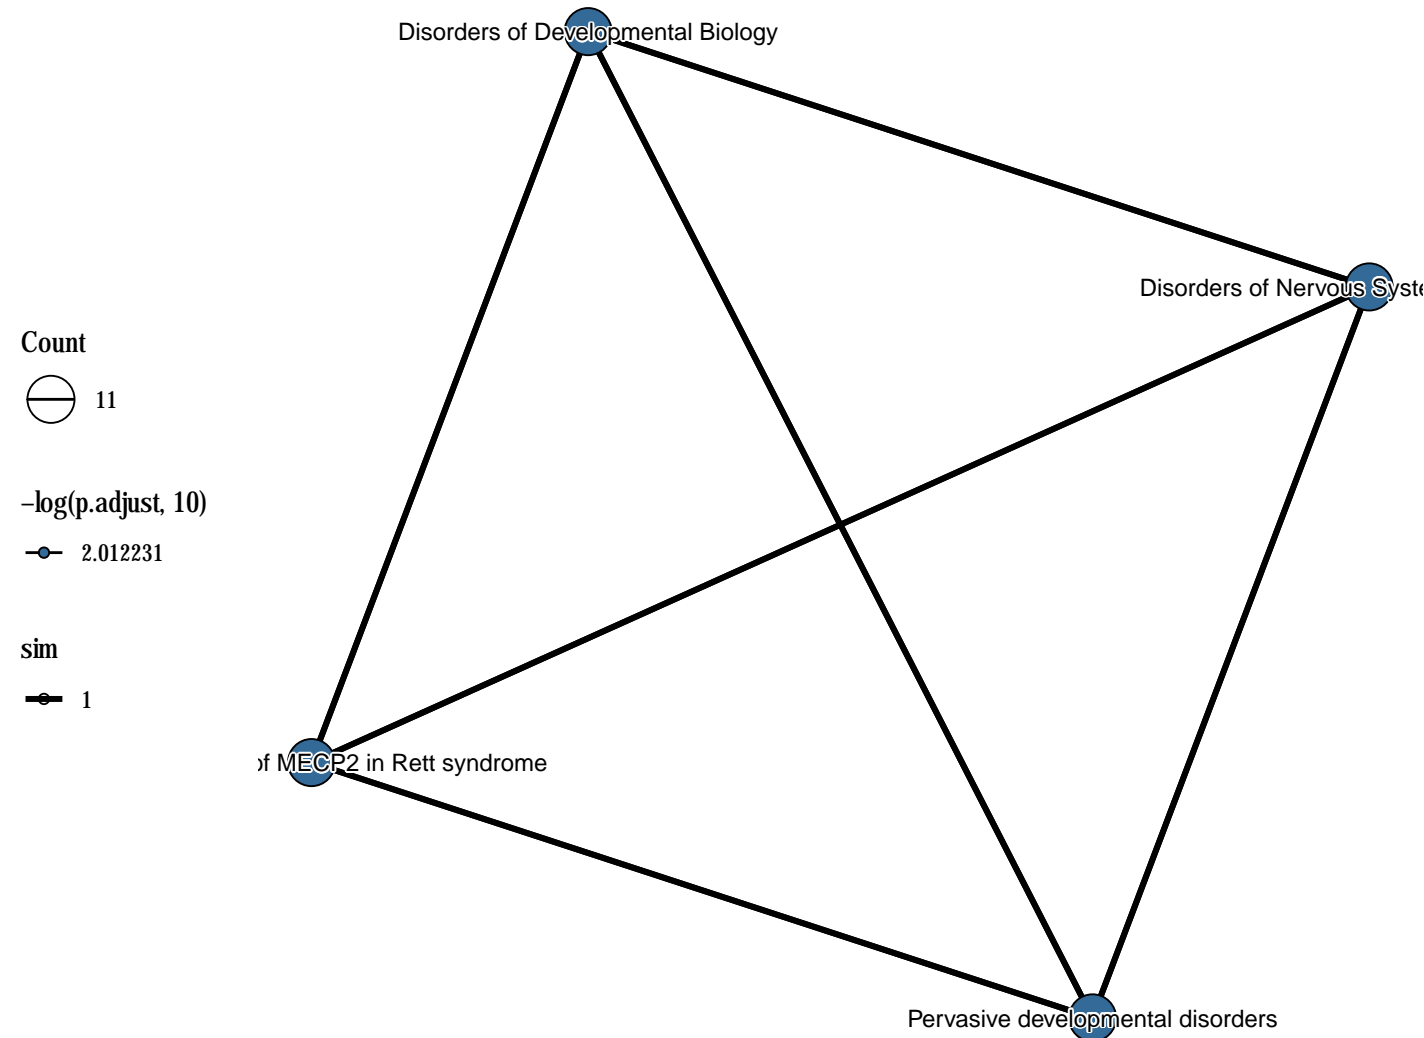 Disorders of Developmental Biology
Disorders of Nervous Syste
Count
11
–log(p.adjust, 10)
2.012231
sim
1
of MECP2 in Rett syndrome
Pervasive developmental disorders